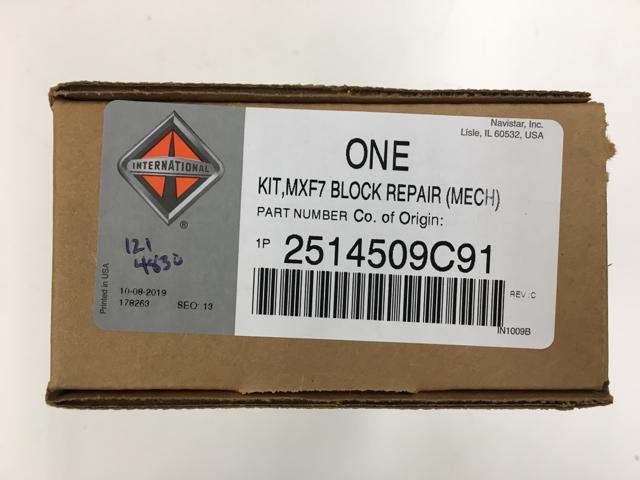 Navistar, Inc.
Lisle, IL 60532, USA
ONE
KIT,MXF7 BLOCK REPAIR (MECH)
PART NUMBER Co. of Origin:
1P 2514509C91
REV:C
IN1009B
INTERNATIONAL
®
121
4830
10-08-2019
178263 SEQ: 13
Printed in USA